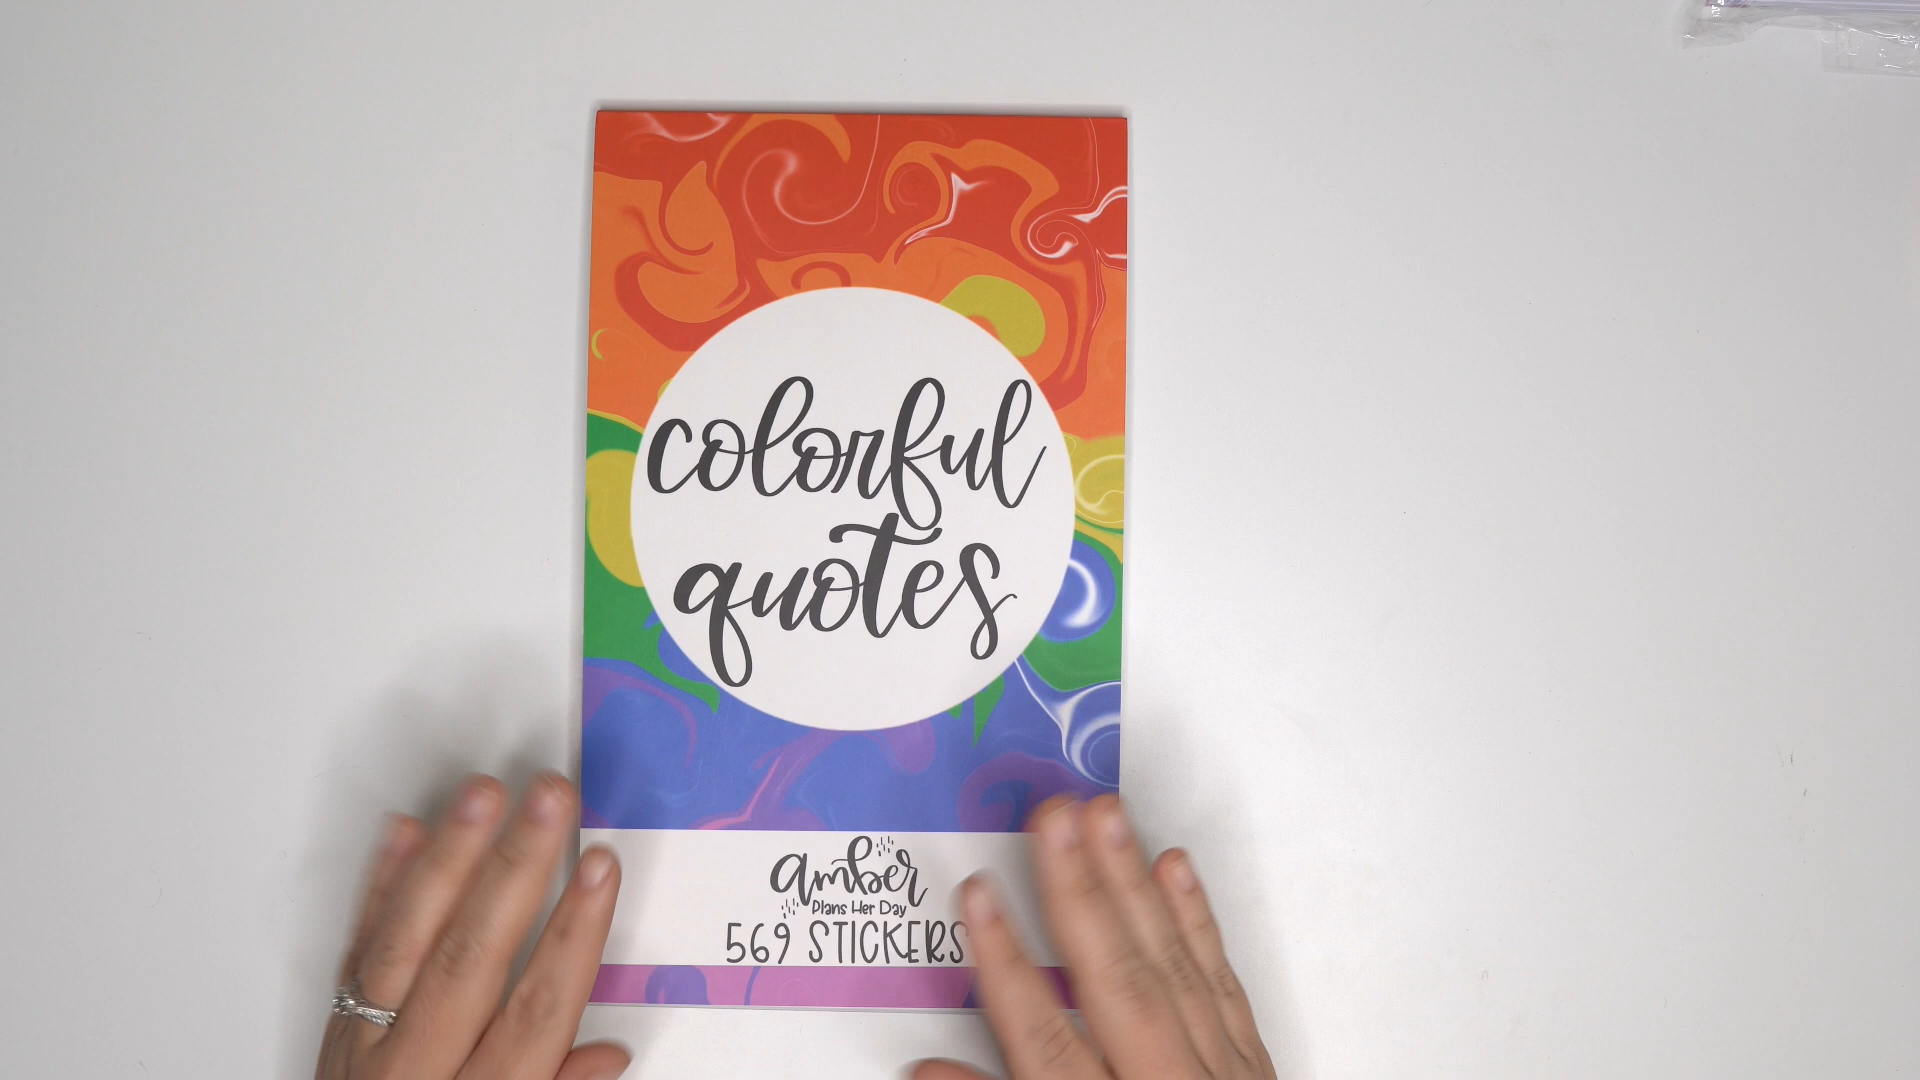 colorful
quotes
amber
Plans Her Day
569 STICKERS